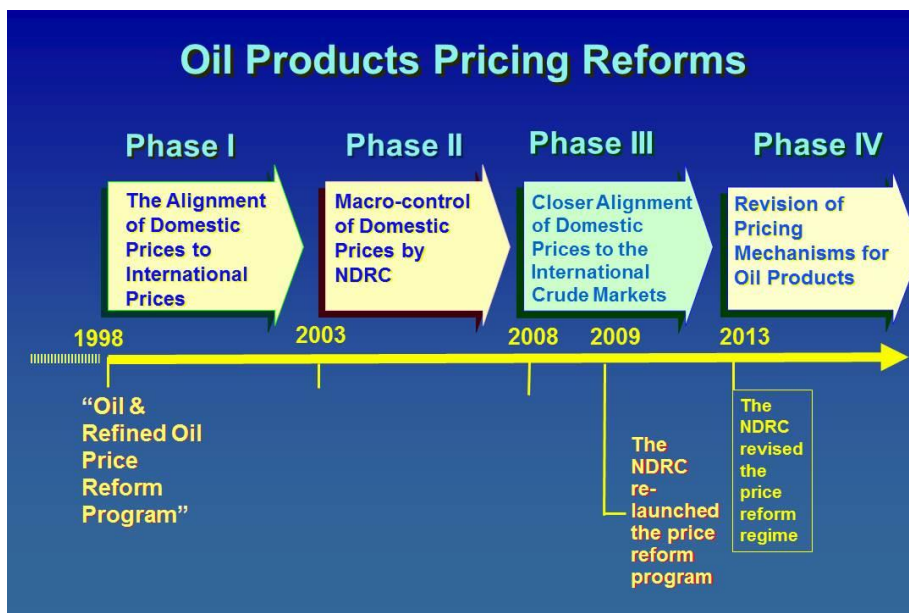 Oil Products Pricing Reforms
Phase I
The Alignment
of Domestic
Prices to
International
Prices
Phase II
Macro-control
of Domestic
Prices by
NDRC
Phase III
Closer Alignment
of Domestic
Prices to the
International
Crude Markets
Phase IV
Revision of
Pricing
Mechanisms for
Oil Products
1998
2003
2008
2009
2013
“Oil &
Refined Oil
Price
Reform
Program”
The
NDRC
re-
launched
the price
reform
program
The
NDRC
revised
the
price
reform
regime